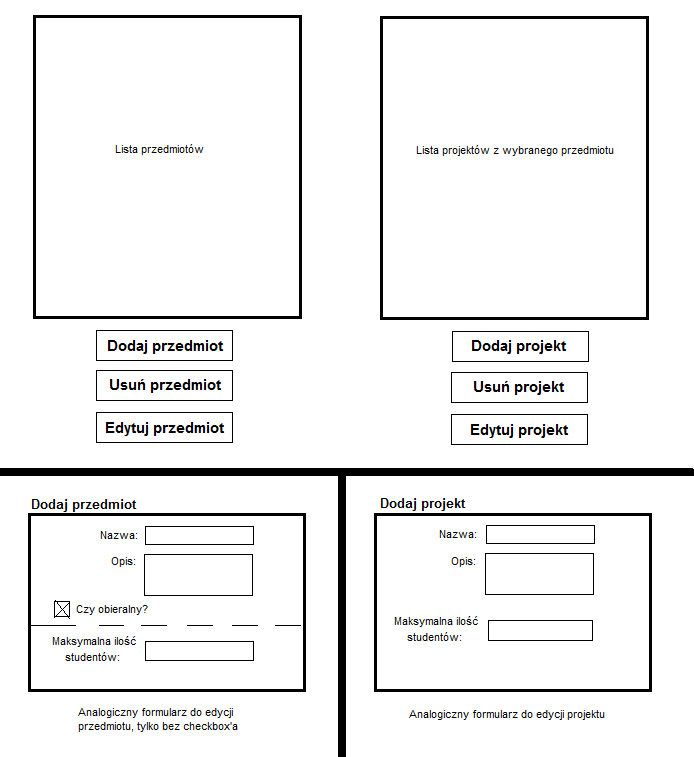 Lista przedmiotów
Lista projektów z wybranego przedmiotu
Dodaj przedmiot
Usuń przedmiot
Edytuj przedmiot
Dodaj projekt
Usuń projekt
Edytuj projekt
Dodaj przedmiot
Nazwa:
Opis:
Czy obieralny?
Maksymalna ilość
studentów:
Analogiczny formularz do edycji
przedmiotu, tylko bez checkbox'a
Dodaj projekt
Nazwa:
Opis:
Maksymalna ilość
studentów:
Analogiczny formularz do edycji projektu